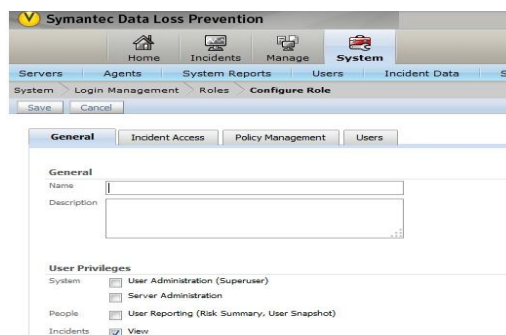 Symantec Data Loss Prevention
Home Incidents Manage System
Servers Agents System Reports Users Incident Data S
System Login Management Roles Configure Role
Save Cancel
General Incident Access Policy Management Users
General
Name
Description
User Privileges
System User Administration (Superuser)
Server Administration
People User Reporting (Risk Summary, User Snapshot)
Incidents View